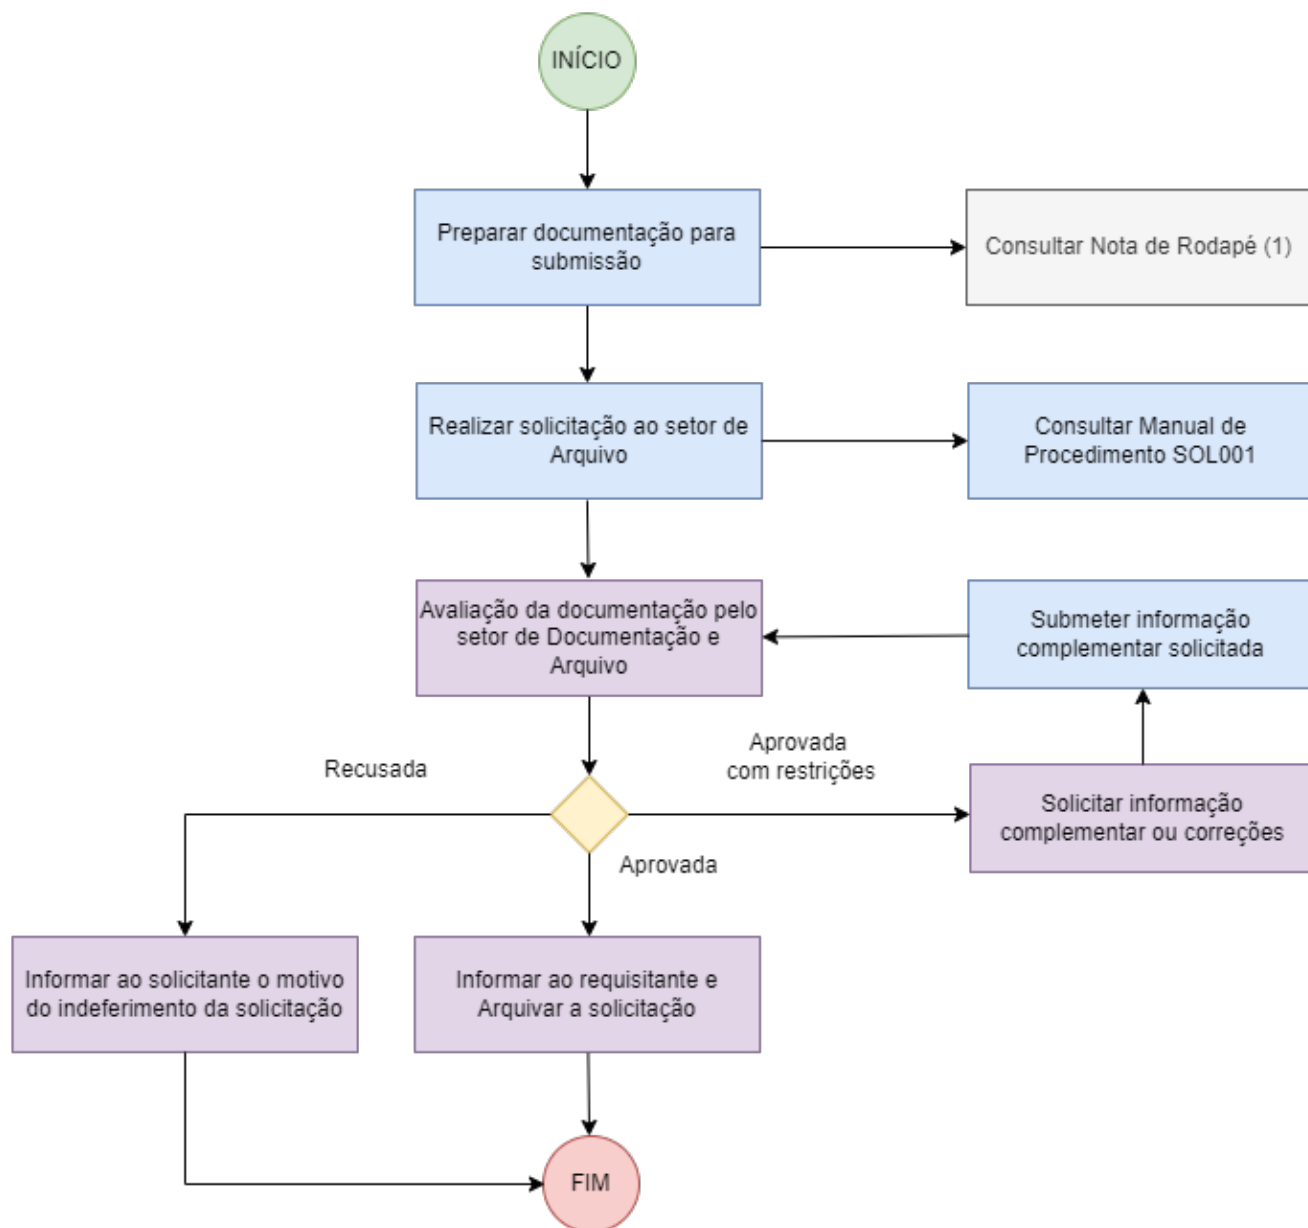 INÍCIO
Preparar documentação para
submissão
Consultar Nota de Rodapé (1)
Realizar solicitação ao setor de
Arquivo
Consultar Manual de
Procedimento SOL001
Avaliação da documentação pelo
setor de Documentação e
Arquivo
Submeter informação
complementar solicitada
Recusada
Aprovada
com restrições
Solicitar informação
complementar ou correções
Aprovada
Informar ao solicitante o motivo
do indeferimento da solicitação
Informar ao requisitante e
Arquivar a solicitação
FIM